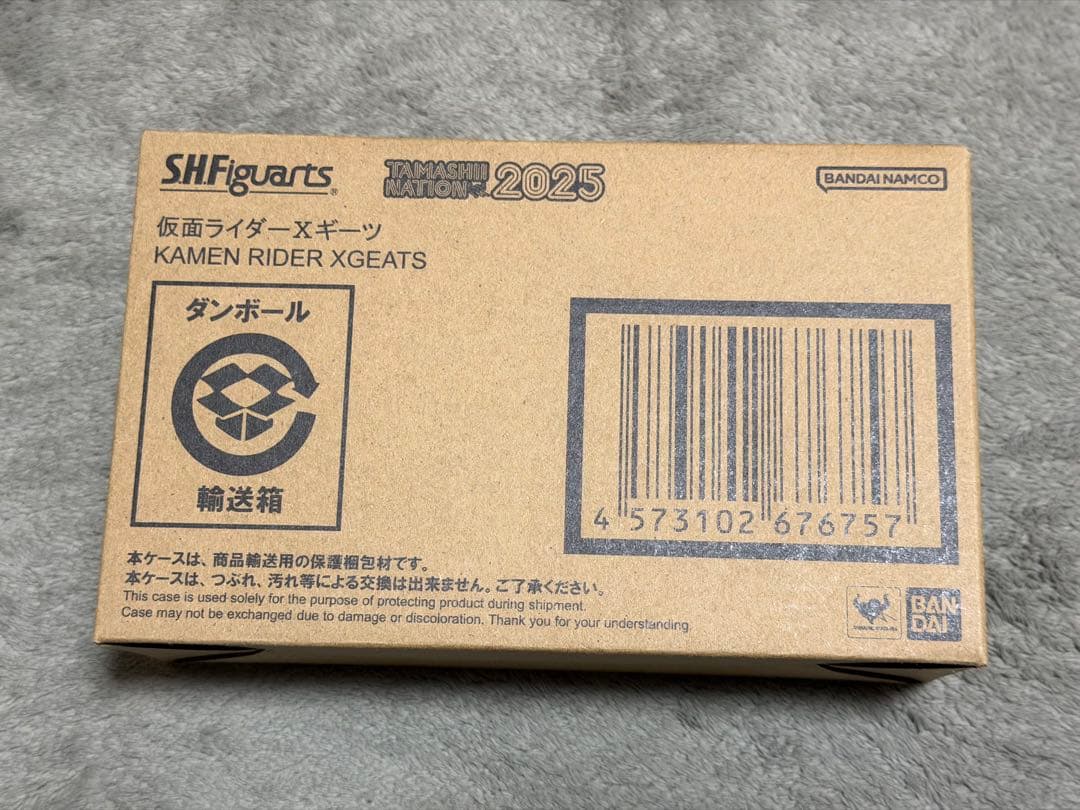 S.H.Figuarts®
TAMASHII NATION 2025
BANDAI NAMCO
仮面ライダーXギーツ
KAMEN RIDER XGEATS
ダンボール
輸送箱
4 573102 676757
本ケースは、商品輸送用の保護梱包材です。
本ケースは、つぶれ、汚れ等による交換は出来ません。ご了承ください。
This case is used solely for the purpose of protecting product during shipment.
Case may not be exchanged due to damage or discoloration. Thank you for your understanding.
BAN
DAI